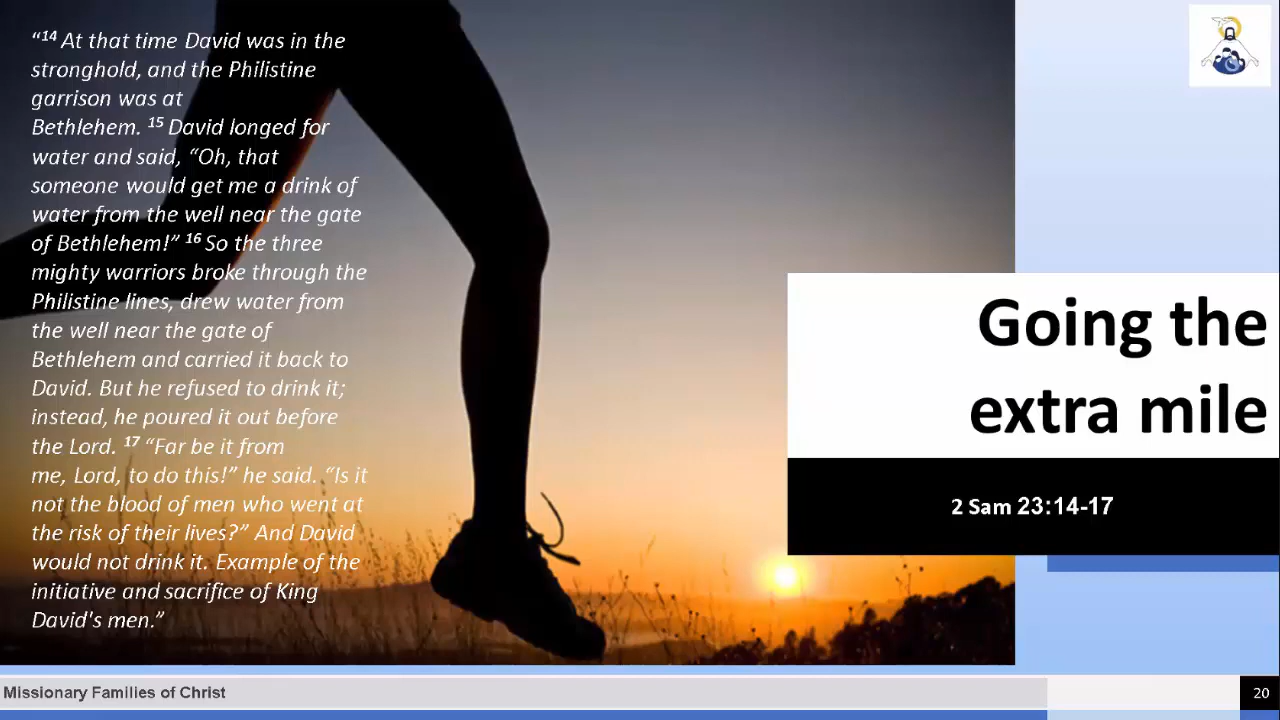 “14 At that time David was in the
stronghold, and the Philistine
garrison was at
Bethlehem. 15 David longed for
water and said, “Oh, that
someone would get me a drink of
water from the well near the gate
of Bethlehem!” 16 So the three
mighty warriors broke through the
Philistine lines, drew water from
the well near the gate of
Bethlehem and carried it back to
David. But he refused to drink it;
instead, he poured it out before
the Lord. 17 “Far be it from
me, Lord, to do this!” he said. “Is it
not the blood of men who went at
the risk of their lives?” And David
would not drink it. Example of the
initiative and sacrifice of King
David's men.”
Going the
extra mile
2 Sam 23:14-17
Missionary Families of Christ
20